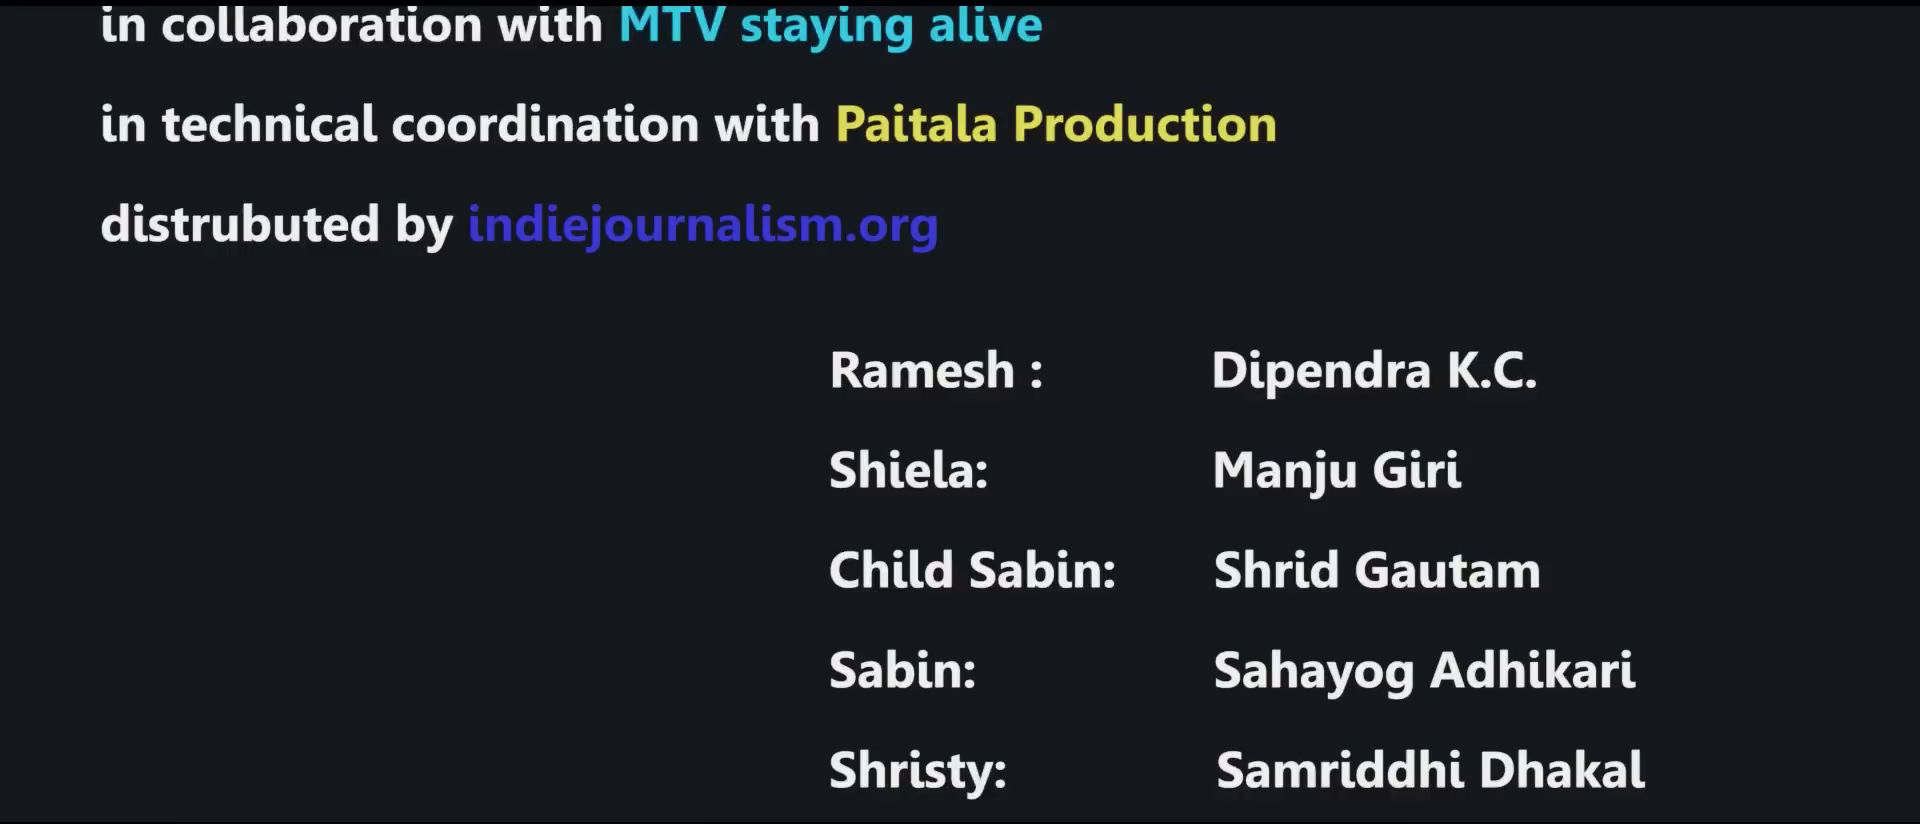 in collaboration with MTV staying alive
in technical coordination with Paitala Production
distrubuted by indiejournalism.org
Ramesh : Dipendra K.C.
Shiela: Manju Giri
Child Sabin: Shrid Gautam
Sabin: Sahayog Adhikari
Shristy: Samriddhi Dhakal